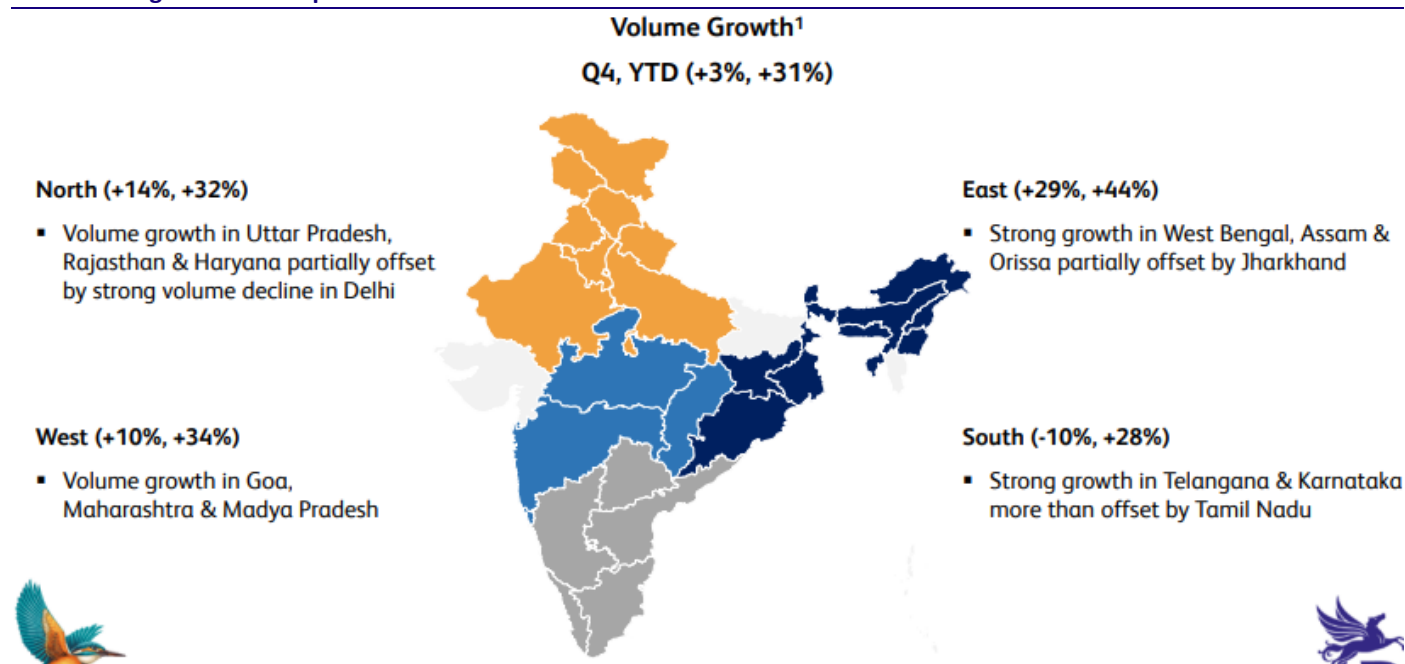 Volume Growth¹
Q4, YTD (+3%, +31%)
North (+14%, +32%)
▪ Volume growth in Uttar Pradesh,
Rajasthan & Haryana partially offset
by strong volume decline in Delhi
East (+29%, +44%)
▪ Strong growth in West Bengal, Assam &
Orissa partially offset by Jharkhand
West (+10%, +34%)
▪ Volume growth in Goa,
Maharashtra & Madya Pradesh
South (-10%, +28%)
▪ Strong growth in Telangana & Karnataka
more than offset by Tamil Nadu